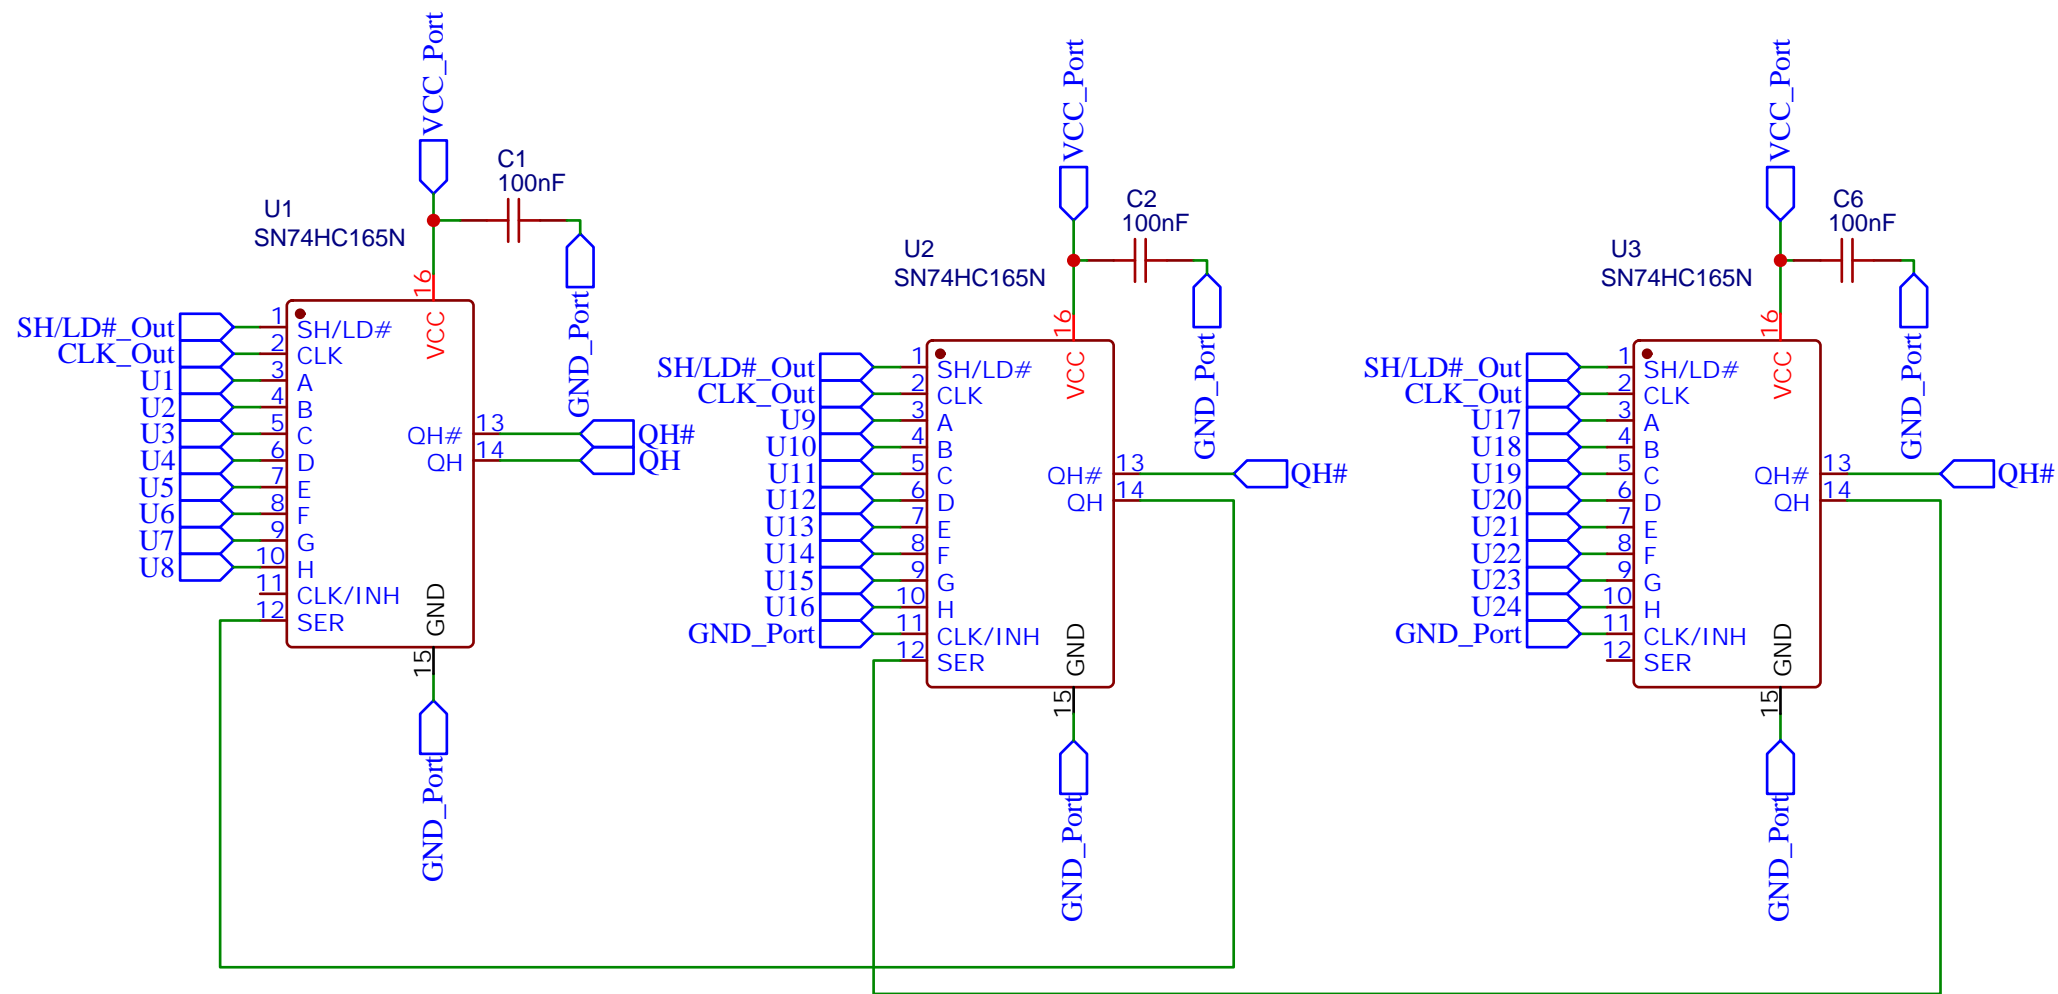 VCC_Port
C1
100nF
U1
SN74HC165N
GND_Port
16
VCC
SH/LD#_Out
1
SH/LD#
CLK_Out
2
CLK
U1
3
A
U2
4
B
U3
5
C
U4
6
D
U5
7
E
U6
8
F
U7
9
G
U8
10
H
11
CLK/INH
12
SER
QH#
13
QH#
QH
14
QH
GND
15
GND_Port
VCC_Port
C2
100nF
U2
SN74HC165N
GND_Port
16
VCC
SH/LD#_Out
1
SH/LD#
CLK_Out
2
CLK
U9
3
A
U10
4
B
U11
5
C
U12
6
D
U13
7
E
U14
8
F
U15
9
G
U16
10
H
GND_Port
11
CLK/INH
12
SER
QH#
13
QH#
QH
14
GND
15
GND_Port
VCC_Port
C6
100nF
U3
SN74HC165N
GND_Port
16
VCC
SH/LD#_Out
1
SH/LD#
CLK_Out
2
CLK
U17
3
A
U18
4
B
U19
5
C
U20
6
D
U21
7
E
U22
8
F
U23
9
G
U24
10
H
GND_Port
11
CLK/INH
12
SER
QH#
13
QH#
QH
14
GND
15
GND_Port